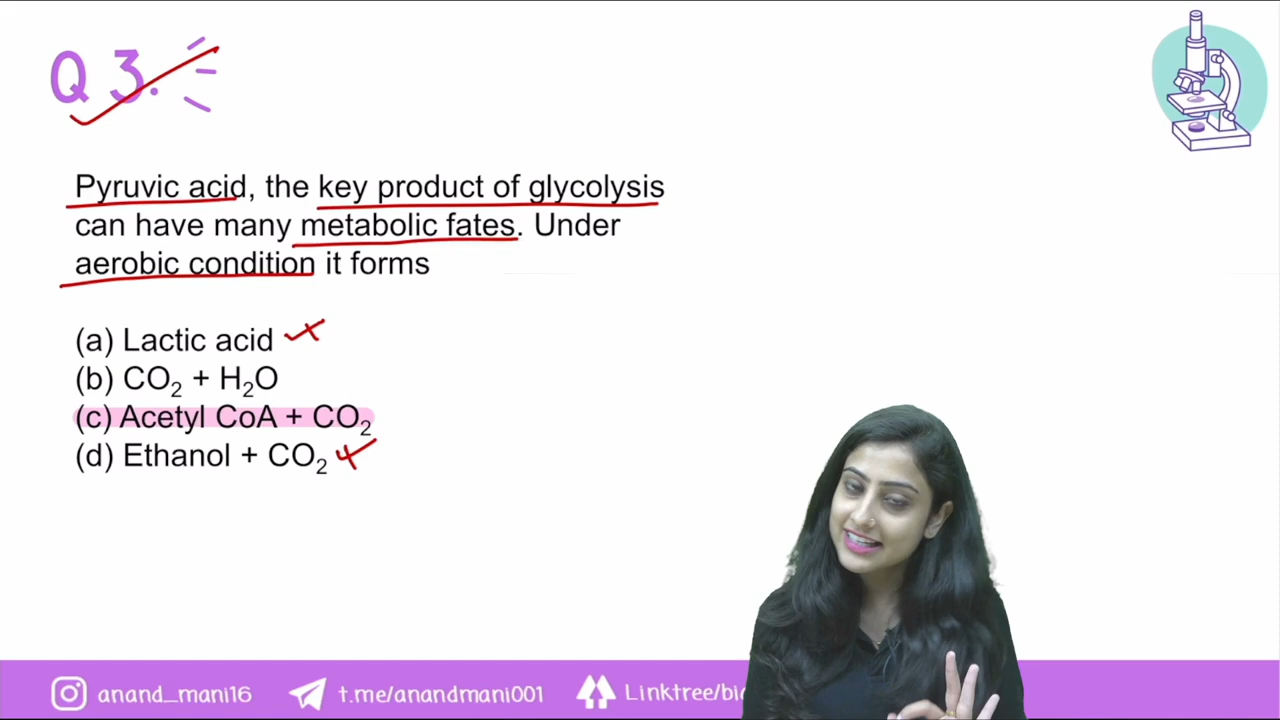 Q 3.
Pyruvic acid, the key product of glycolysis
can have many metabolic fates. Under
aerobic condition it forms
(a) Lactic acid
(b) CO₂ + H₂O
(c) Acetyl CoA + CO₂
(d) Ethanol + CO₂
anand_mani16 t.me/anandmani001 Linktree/bi